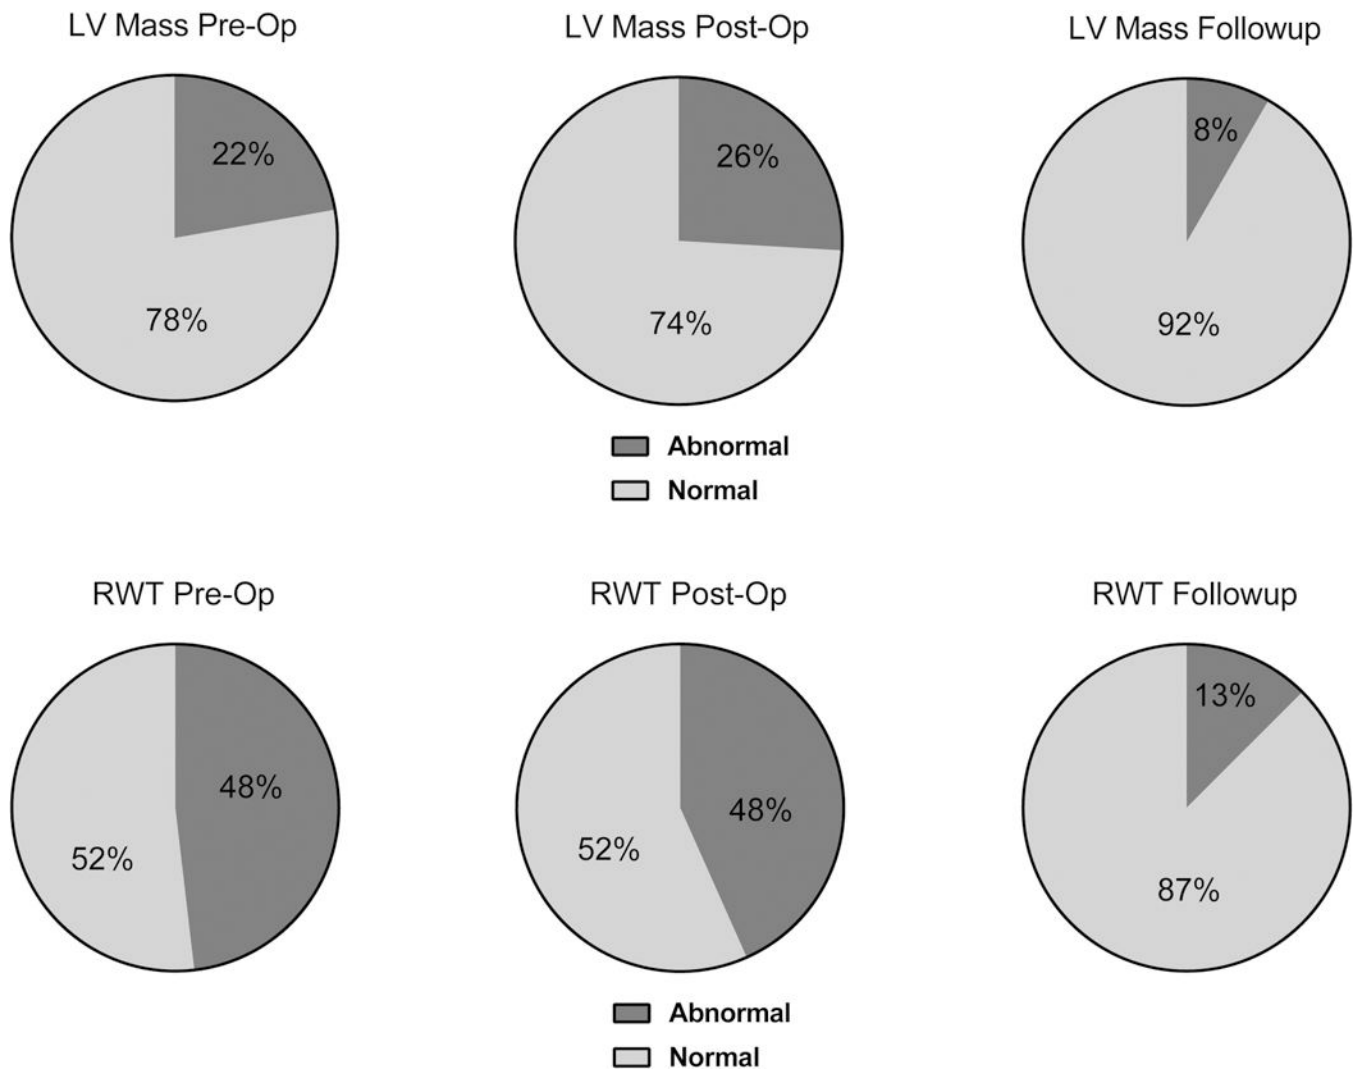 LV Mass Pre-Op
LV Mass Post-Op
LV Mass Followup
22%
78%
26%
74%
8%
92%
Abnormal
Normal
RWT Pre-Op
RWT Post-Op
RWT Followup
48%
52%
48%
52%
13%
87%
Abnormal
Normal